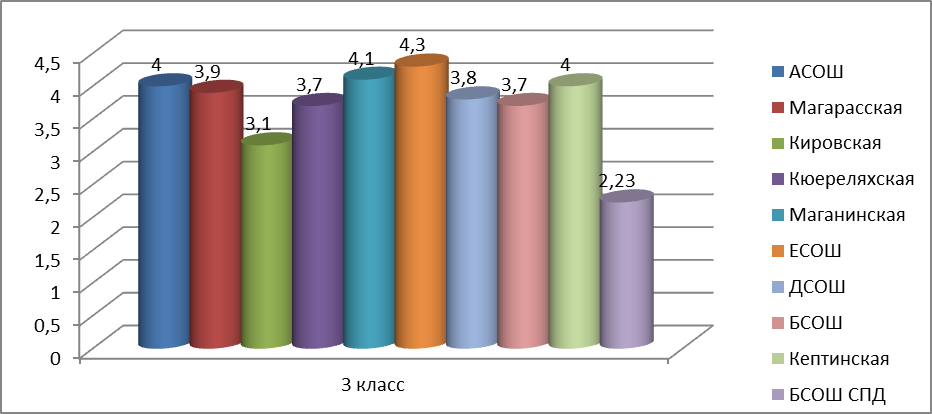 4,5
4
3,5
3
2,5
2
1,5
1
0,5
0
4
3,9
3,1
3,7
4,1
4,3
3,8
3,7
4
2,23
3 класс
АСОШ
Магарасская
Кировская
Кюереляхская
Маганинская
ЕСОШ
ДСОШ
БСОШ
Кептинская
БСОШ СПД